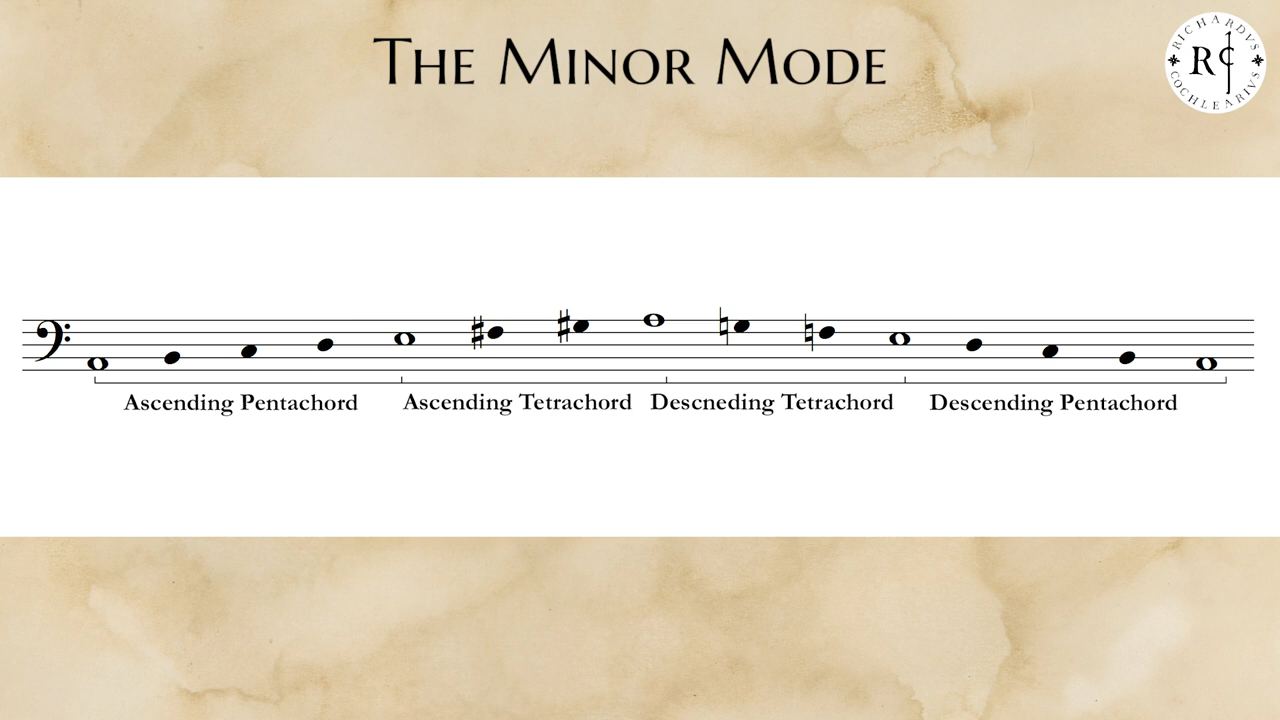 The Minor Mode
RICHARDVS
RC
COCHLEARIVS
Ascending Pentachord Ascending Tetrachord Descneding Tetrachord Descending Pentachord